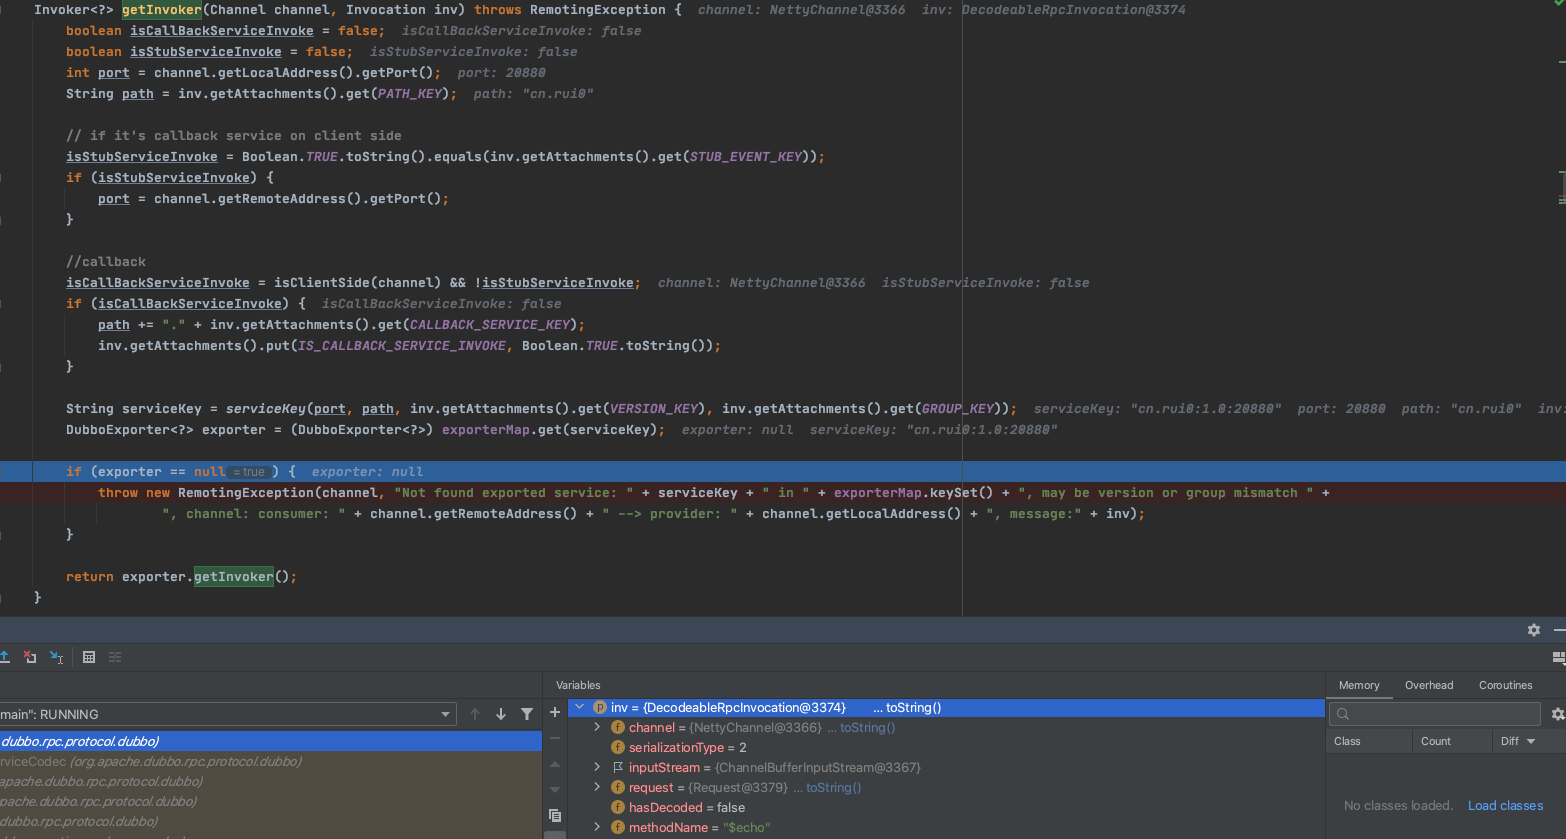 Invoker<?> getInvoker(Channel channel, Invocation inv) throws RemotingException {  channel: NettyChannel@3366  inv: DecodeableRpcInvocation@3374
boolean isCallBackServiceInvoke = false;  isCallBackServiceInvoke: false
boolean isStubServiceInvoke = false;  isStubServiceInvoke: false
int port = channel.getLocalAddress().getPort();  port: 20880
String path = inv.getAttachments().get(PATH_KEY);  path: "cn.rui0"
// if it's callback service on client side
isStubServiceInvoke = Boolean.TRUE.toString().equals(inv.getAttachments().get(STUB_EVENT_KEY));
if (isStubServiceInvoke) {
port = channel.getRemoteAddress().getPort();
}
//callback
isCallBackServiceInvoke = isClientSide(channel) && !isStubServiceInvoke;  channel: NettyChannel@3366  isStubServiceInvoke: false
if (isCallBackServiceInvoke) {  isCallBackServiceInvoke: false
path += "." + inv.getAttachments().get(CALLBACK_SERVICE_KEY);
inv.getAttachments().put(IS_CALLBACK_SERVICE_INVOKE, Boolean.TRUE.toString());
}
String serviceKey = serviceKey(port, path, inv.getAttachments().get(VERSION_KEY), inv.getAttachments().get(GROUP_KEY));  serviceKey: "cn.rui0:1.0:20880"  port: 20880  path: "cn.rui0"  inv:
DubboExporter<?> exporter = (DubboExporter<?>) exporterMap.get(serviceKey);  exporter: null  serviceKey: "cn.rui0:1.0:20880"
if (exporter == null = true ) {  exporter: null
throw new RemotingException(channel, "Not found exported service: " + serviceKey + " in " + exporterMap.keySet() + ", may be version or group mismatch " +
", channel: consumer: " + channel.getRemoteAddress() + " --> provider: " + channel.getLocalAddress() + ", message:" + inv);
}
return exporter.getInvoker();
}
Variables
Memory Overhead Coroutines
main": RUNNING
inv = {DecodeableRpcInvocation@3374} ... toString()
channel = {NettyChannel@3366} ... toString()
serializationType = 2
inputStream = {ChannelBufferInputStream@3367}
request = {Request@3379} ... toString()
hasDecoded = false
methodName = "$echo"
Class Count Diff
No classes loaded. Load classes
dubbo.rpc.protocol.dubbo)
rviceCodec (org.apache.dubbo.rpc.protocol.dubbo)
apache.dubbo.rpc.protocol.dubbo)
pache.dubbo.rpc.protocol.dubbo)
dubbo.rpc.protocol.dubbo)